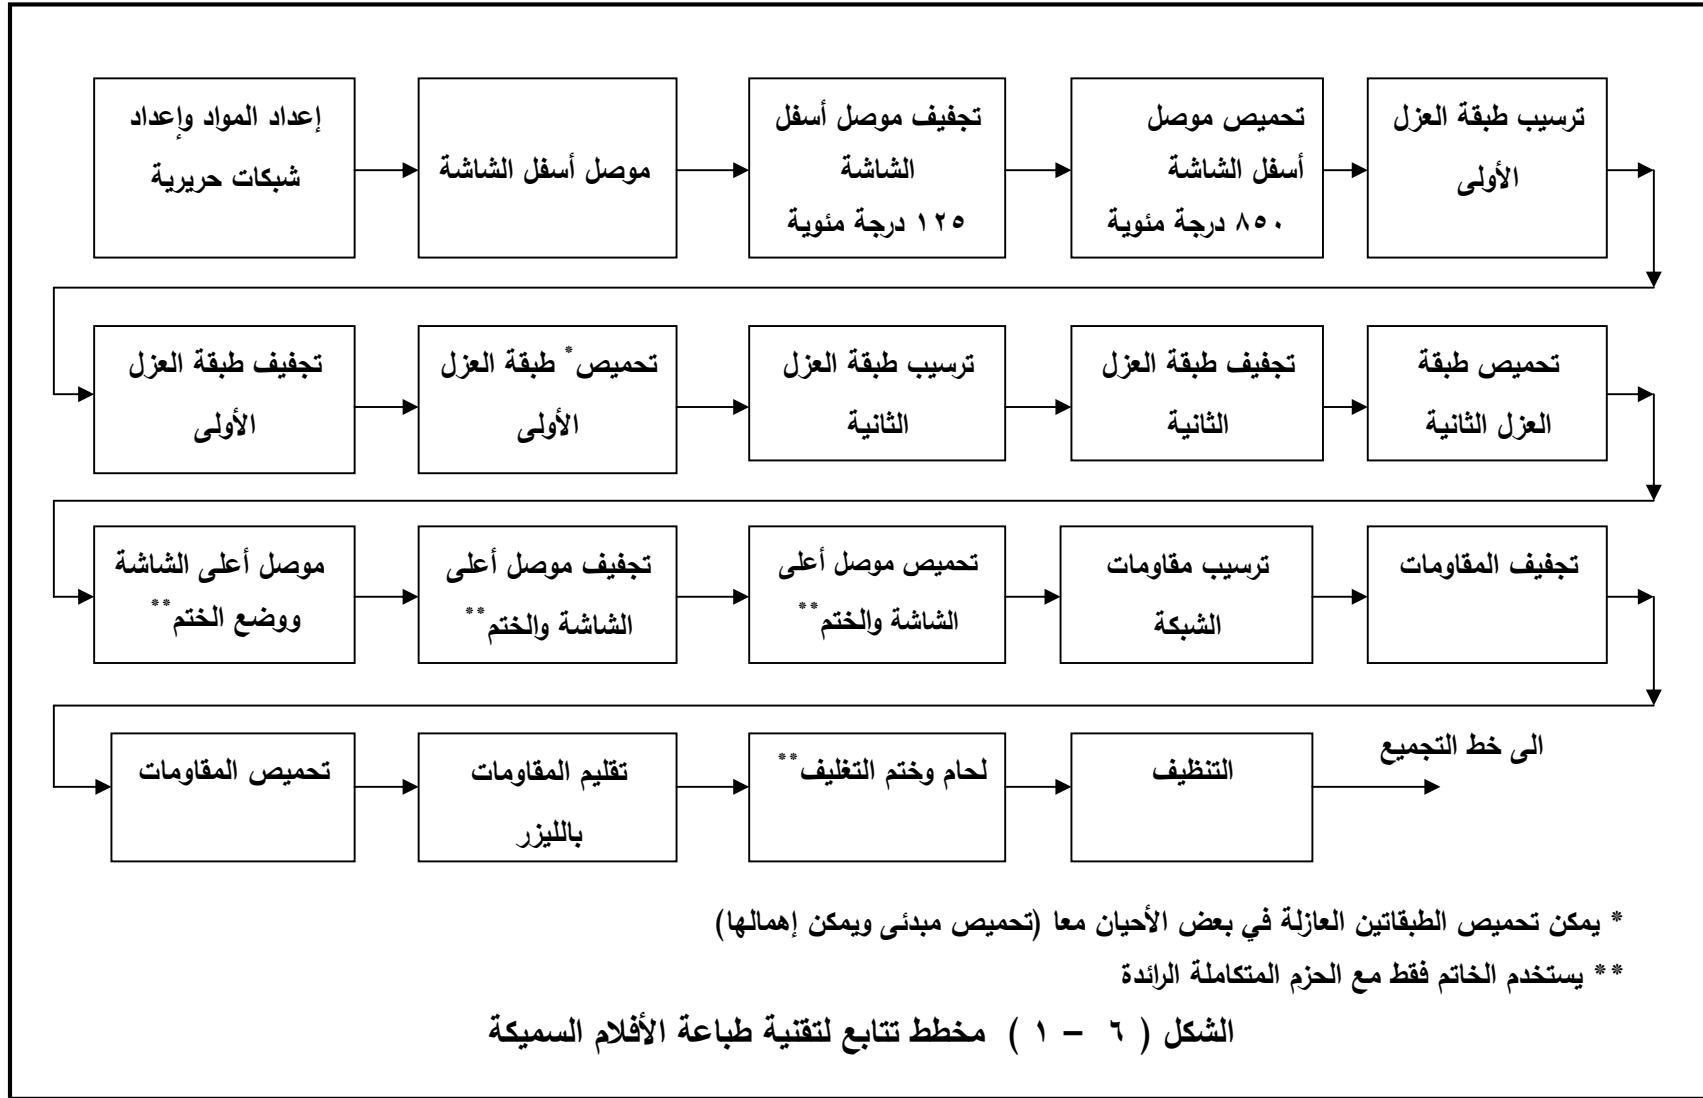 إعداد المواد وإعداد
شبكات حريرية
موصل أسفل الشاشة
تجفيف موصل أسفل
الشاشة
١٢٥ درجة مئوية
تحميص موصل
أسفل الشاشة
٨٥٠ درجة مئوية
ترسيب طبقة العزل
الأولى
تجفيف طبقة العزل
الأولى
تحميص* طبقة العزل
الأولى
ترسيب طبقة العزل
الثانية
تجفيف طبقة العزل
الثانية
تحميص طبقة
العزل الثانية
موصل أعلى الشاشة
ووضع الختم**
تجفيف موصل أعلى
الشاشة والختم**
تحميص موصل أعلى
الشاشة والختم**
ترسيب مقاومات
الشبكة
تجفيف المقاومات
تحميص المقاومات
تقليم المقاومات
بالليزر
لحام وختم التغليف**
التنظيف
الى خط التجميع
* يمكن تحميص الطبقاتين العازلة في بعض الأحيان معا (تحميص مبدئى ويمكن إهمالها)
** يستخدم الخاتم فقط مع الحزم المتكاملة الرائدة
الشكل ( ٦ – ١ ) مخطط تتابع لتقنية طباعة الأفلام السميكة